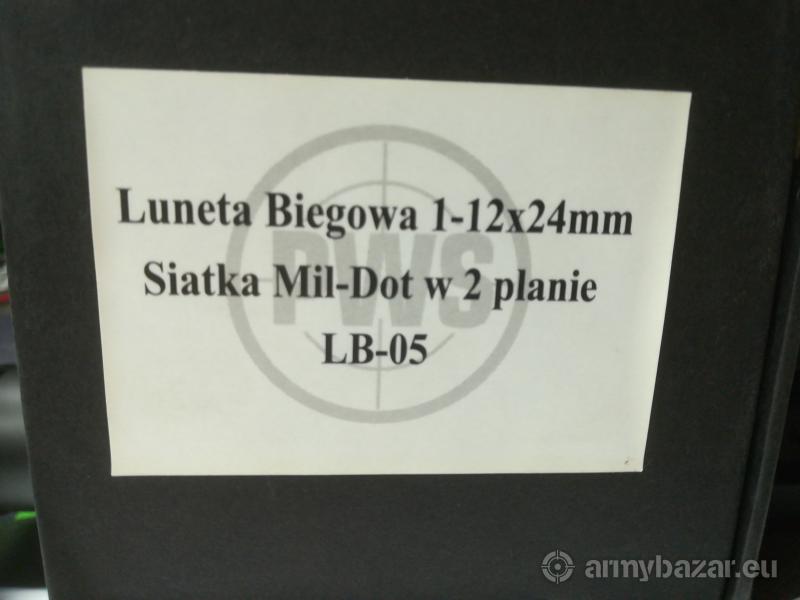 Luneta Biegowa 1-12x24mm
Siatka Mil-Dot w 2 planie
LB-05
PWS
armybazar.eu